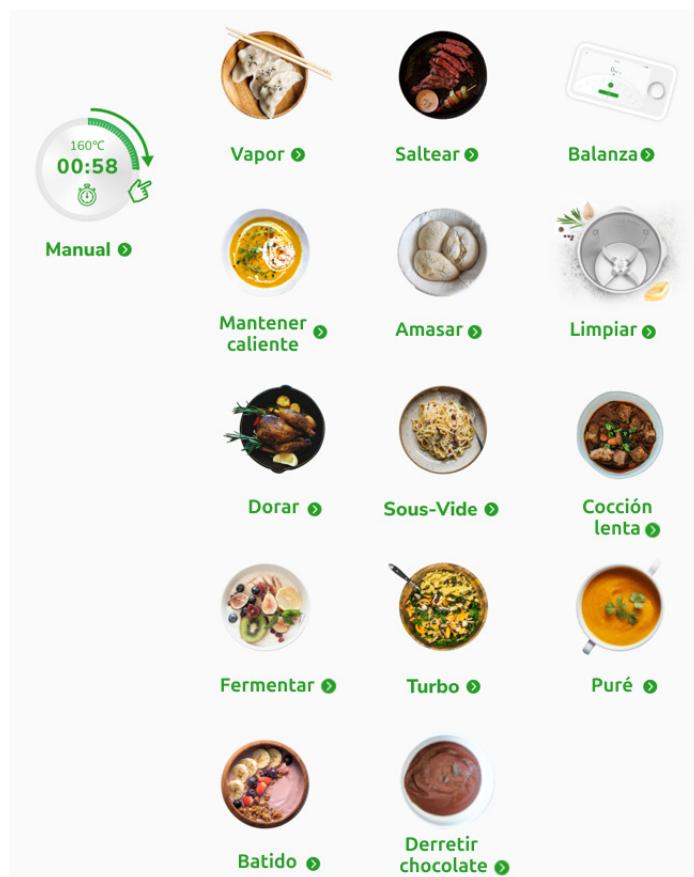 160°C
00:58
Manual
Vapor
Saltear
Balanza
Mantener
caliente
Amasar
Limpiar
Dorar
Sous-Vide
Cocción
lenta
Fermentar
Turbo
Puré
Batido
Derretir
chocolate